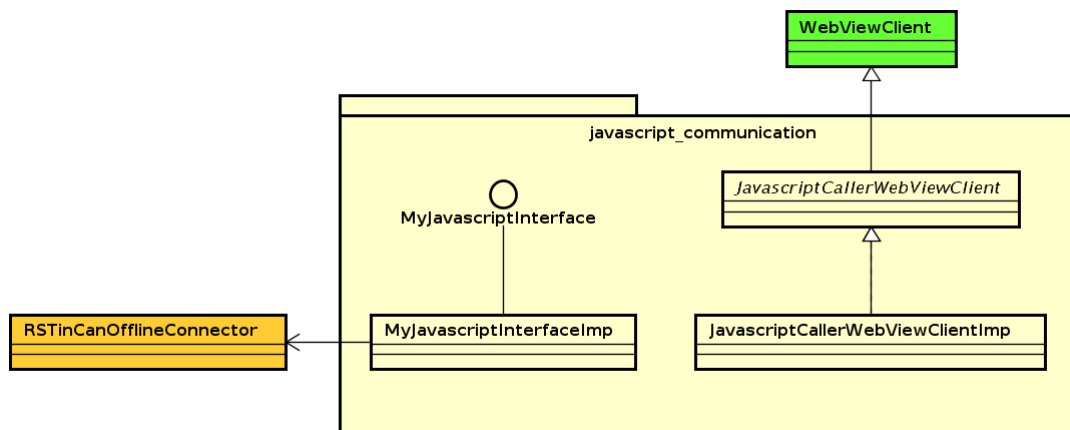 WebViewClient
javascript_communication
JavascriptCallerWebViewClient
MyJavascriptInterface
RSTinCanOfflineConnector
MyJavascriptInterfaceImp
JavascriptCallerWebViewClientImp